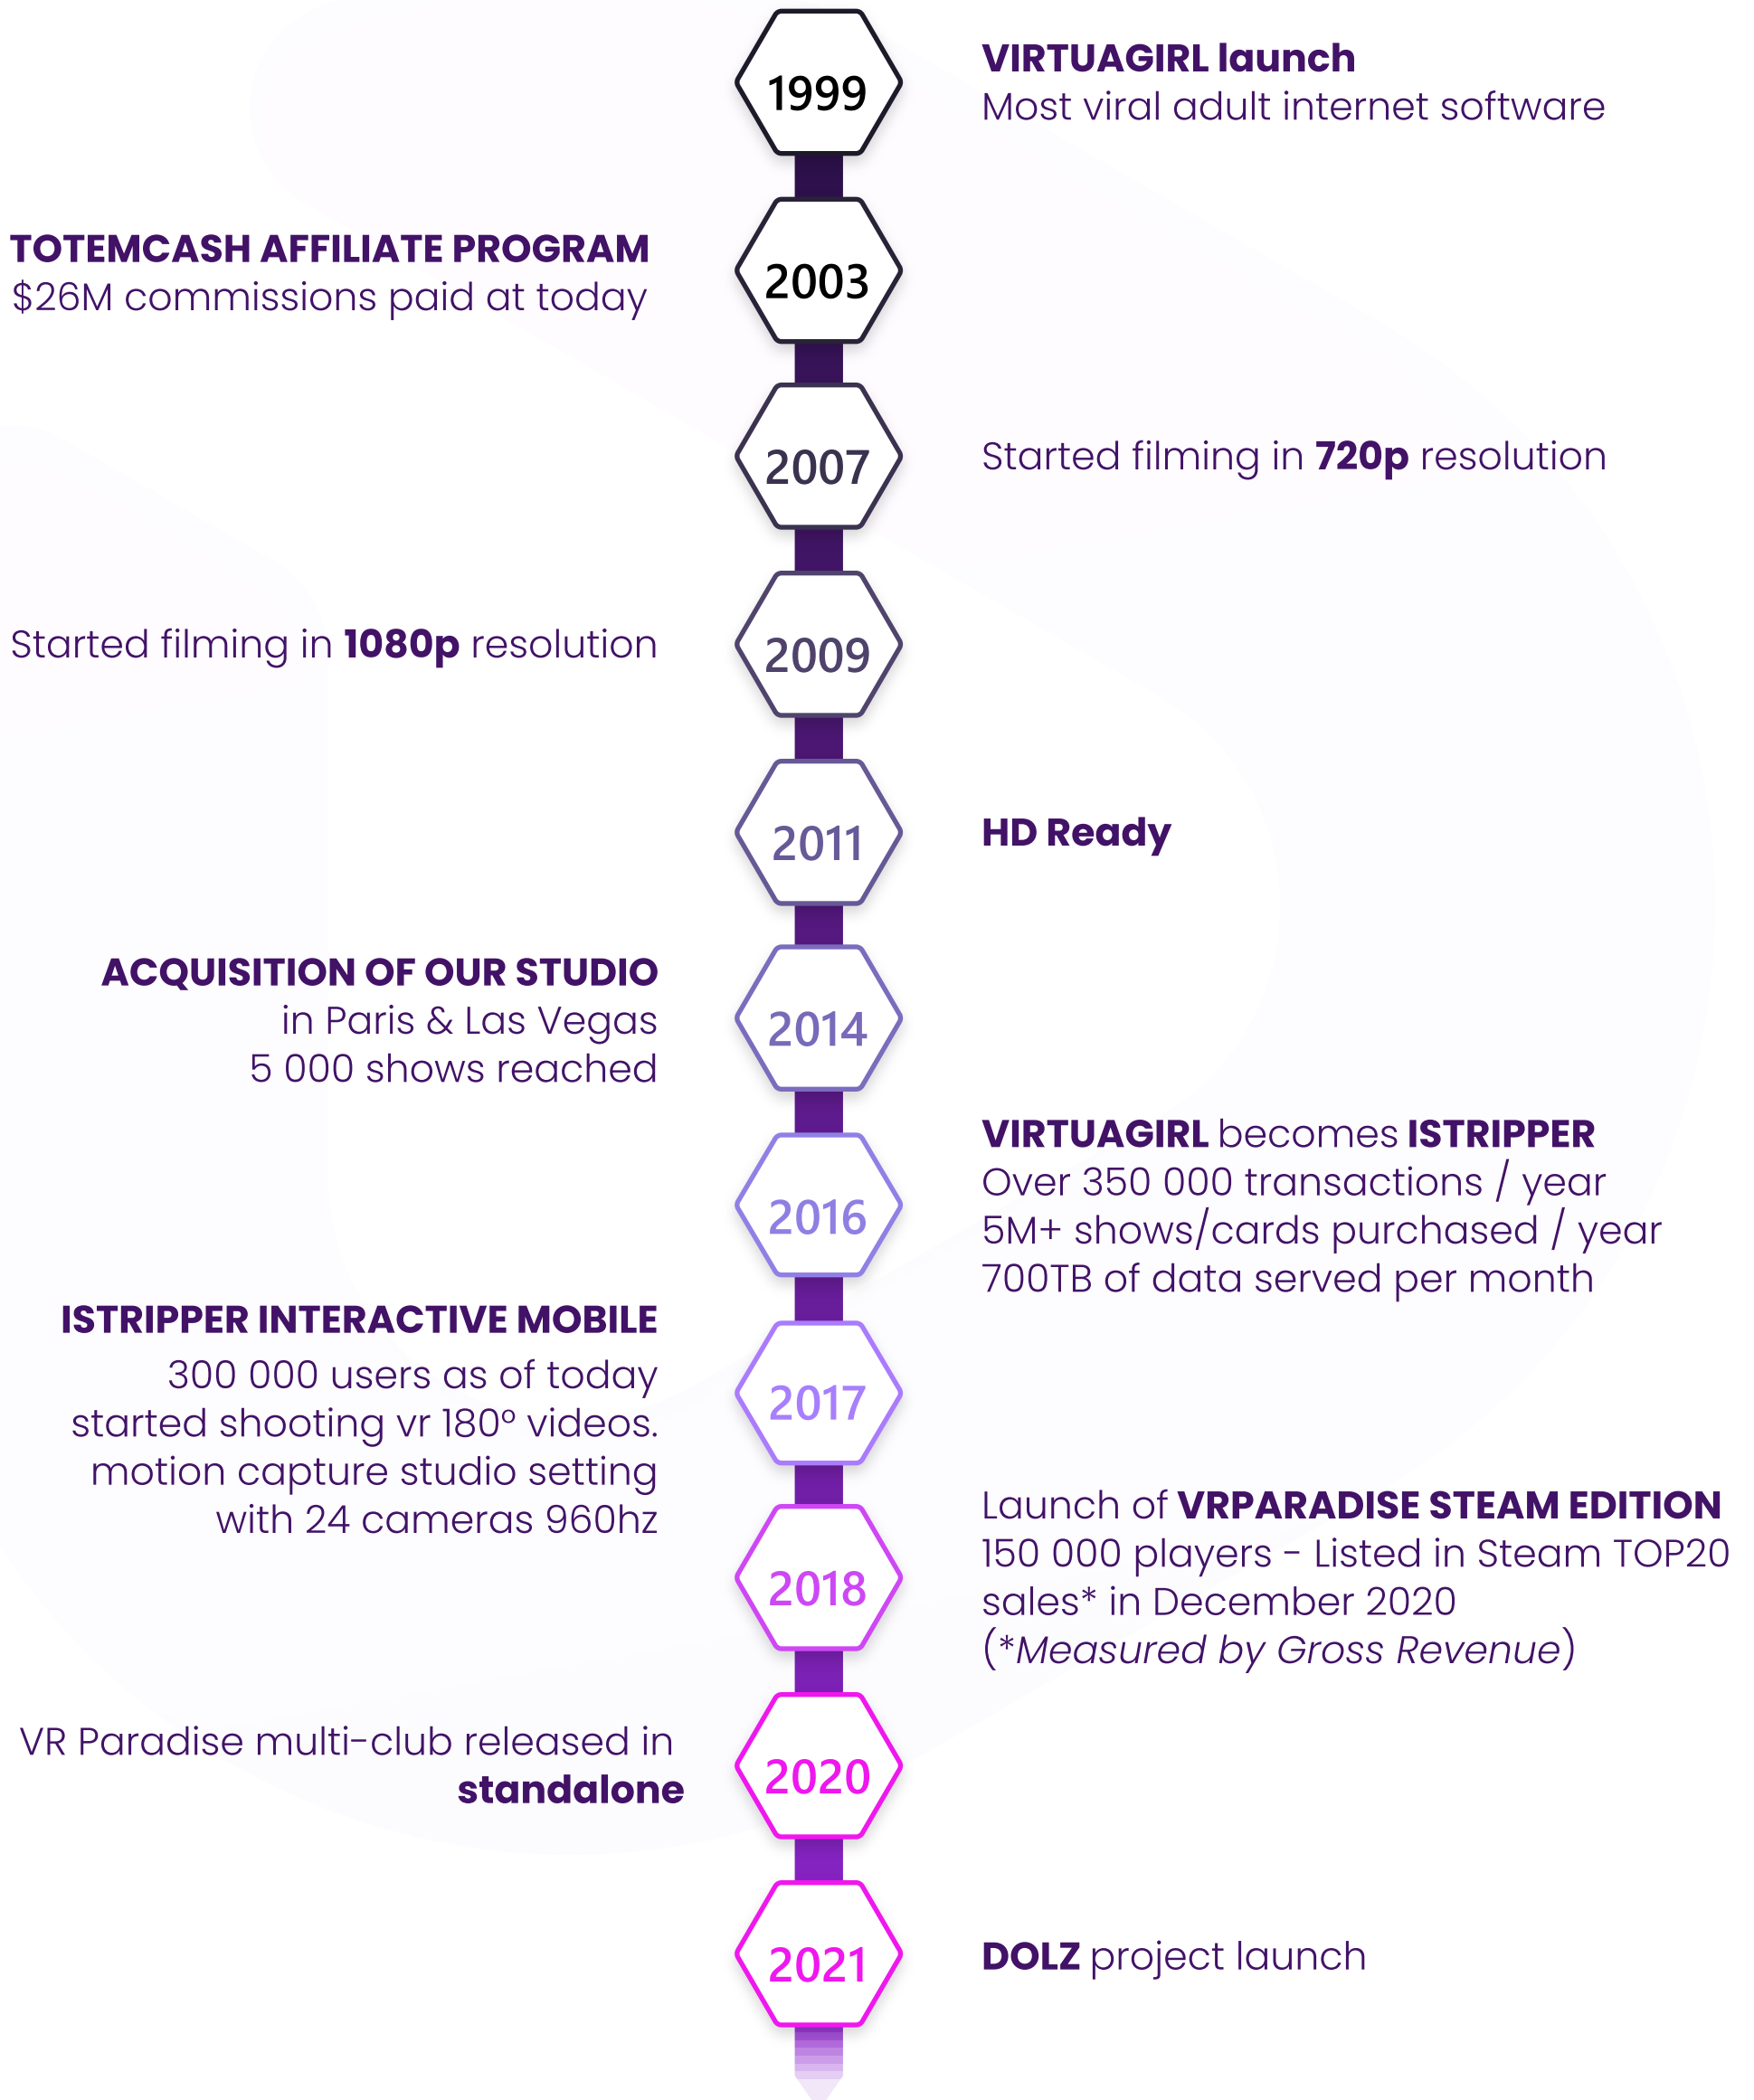 1999
VIRTUAGIRL launch
Most viral adult internet software
2003
TOTEMCASH AFFILIATE PROGRAM
$26M commissions paid at today
2007
Started filming in 720p resolution
2009
Started filming in 1080p resolution
2011
HD Ready
2014
ACQUISITION OF OUR STUDIO
in Paris & Las Vegas
5 000 shows reached
2016
VIRTUAGIRL becomes ISTRIPPER
Over 350 000 transactions / year
5M+ shows/cards purchased / year
700TB of data served per month
2017
ISTRIPPER INTERACTIVE MOBILE
300 000 users as of today
started shooting vr 180º videos.
motion capture studio setting
with 24 cameras 960hz
2018
Launch of VRPARADISE STEAM EDITION
150 000 players - Listed in Steam TOP20
sales* in December 2020
(*Measured by Gross Revenue)
2020
VR Paradise multi-club released in
standalone
2021
DOLZ project launch